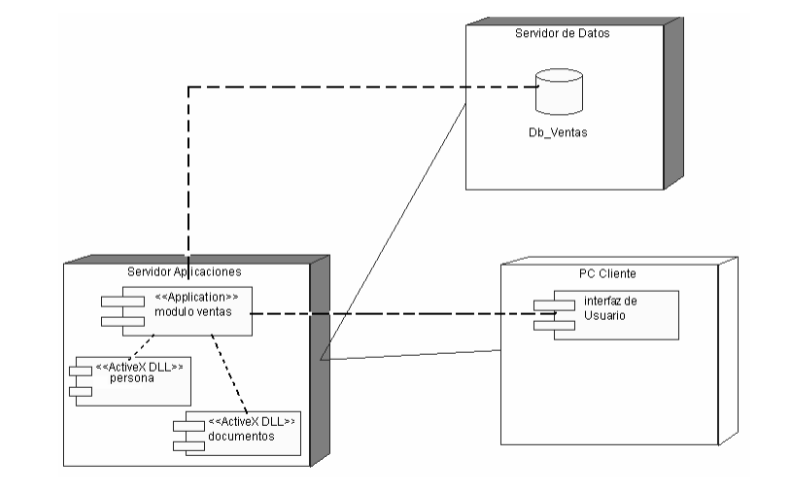 Servidor de Datos
Db_Ventas
Servidor Aplicaciones
<<Application>>
modulo ventas
<<ActiveX DLL>>
persona
<<ActiveX DLL>>
documentos
PC Cliente
interfaz de
Usuario